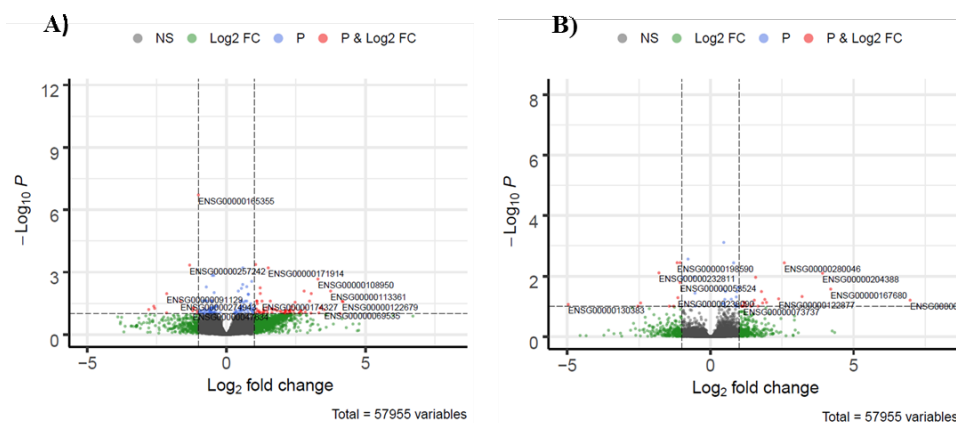 A)
NS Log2 FC P P & Log2 FC
12
9
6
3
0
− Log10 P
ENSG00000165355
ENSG00000257242
ENSG00000171914
ENSG00000108950
ENSG00000091129
ENSG00000113361
ENSG00000122679
ENSG00000069535
−5 0 5
Log2 fold change
Total = 57955 variables
B)
NS Log2 FC P P & Log2 FC
8
6
4
2
0
− Log10 P
ENSG00000198590
ENSG00000280046
ENSG00000232811
ENSG00000204388
ENSG00000167680
ENSG00000122877
ENSG00000130383
ENSG00000073737
−5 0 5
Log2 fold change
Total = 57955 variables